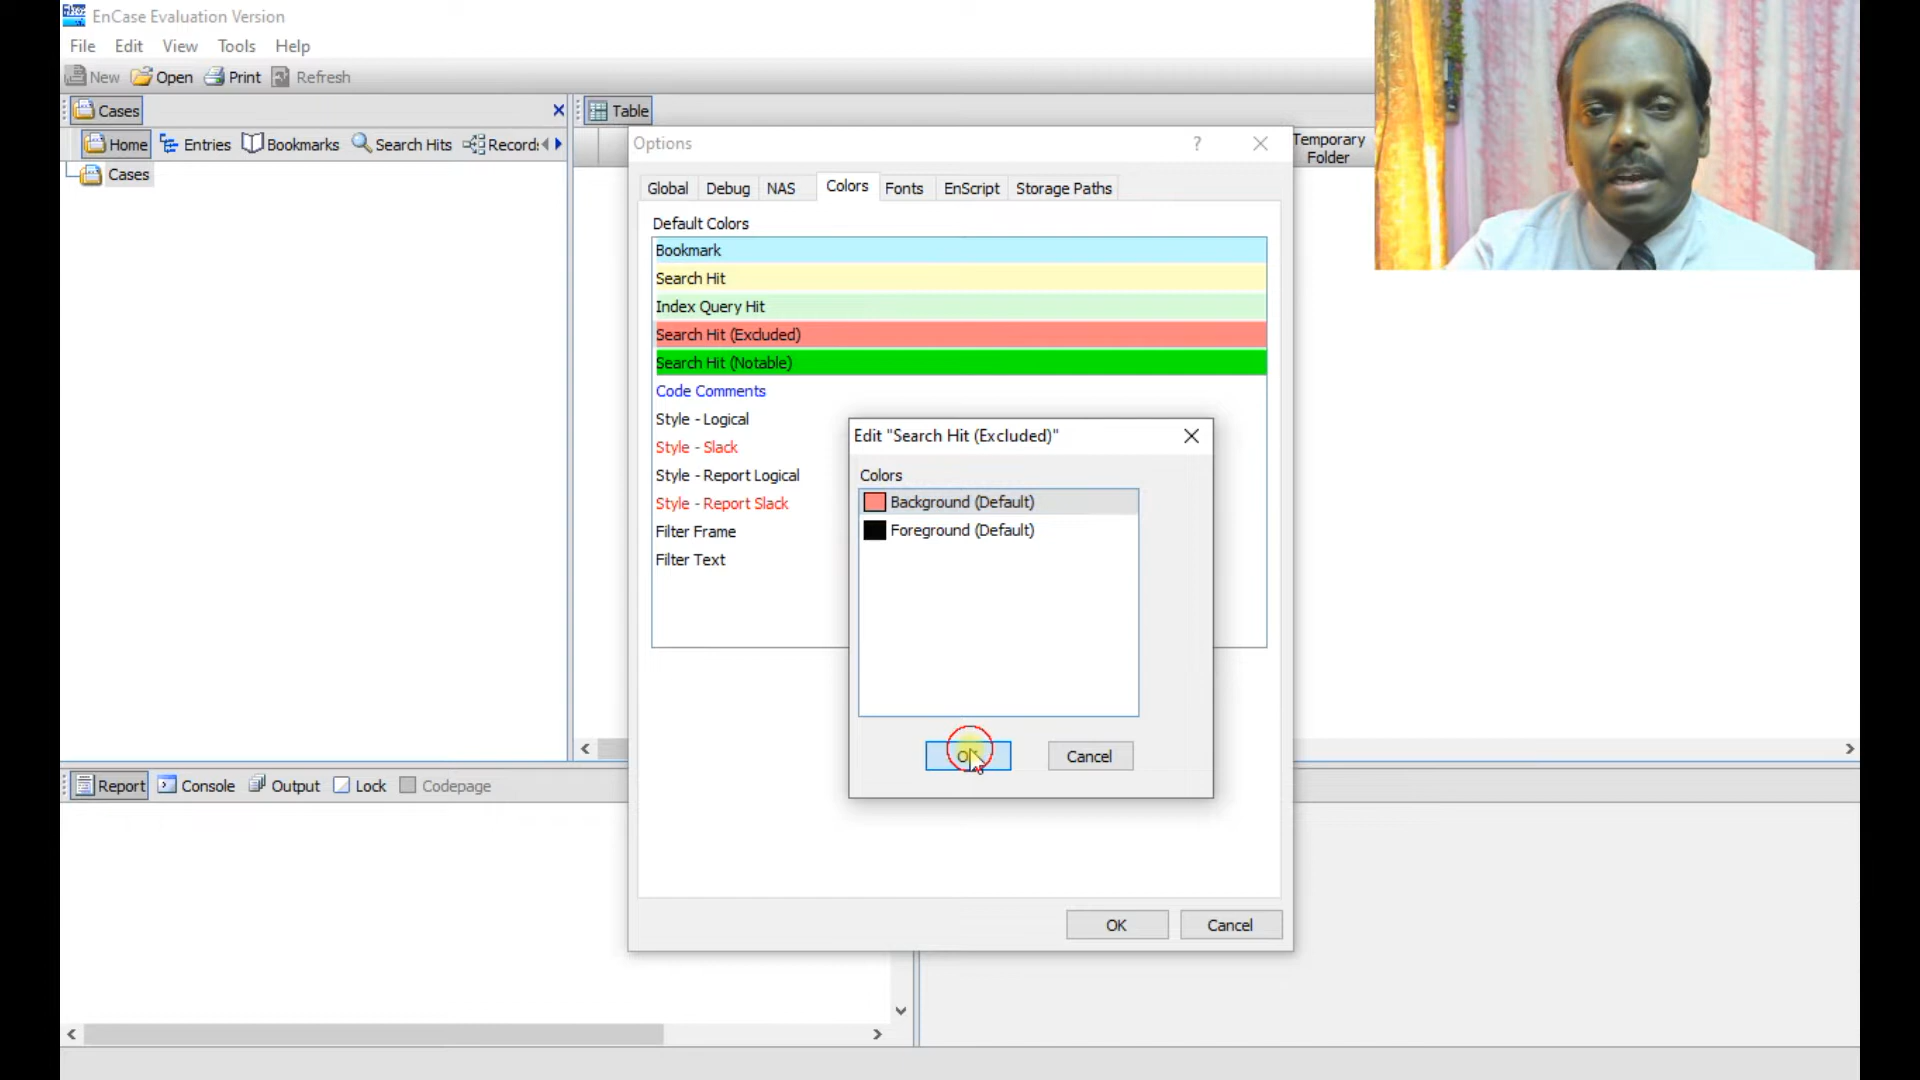 EnCase Evaluation Version
File Edit View Tools Help
New Open Print Refresh
Cases
Table
Home Entries Bookmarks Search Hits Record
Cases
Temporary
Folder
Options
Global Debug NAS Colors Fonts EnScript Storage Paths
Default Colors
Bookmark
Search Hit
Index Query Hit
Search Hit (Excluded)
Search Hit (Notable)
Code Comments
Style - Logical
Style - Slack
Style - Report Logical
Style - Report Slack
Filter Frame
Filter Text
Edit "Search Hit (Excluded)"
Colors
Background (Default)
Foreground (Default)
Cancel
OK Cancel
Report Console Output Lock Codepage